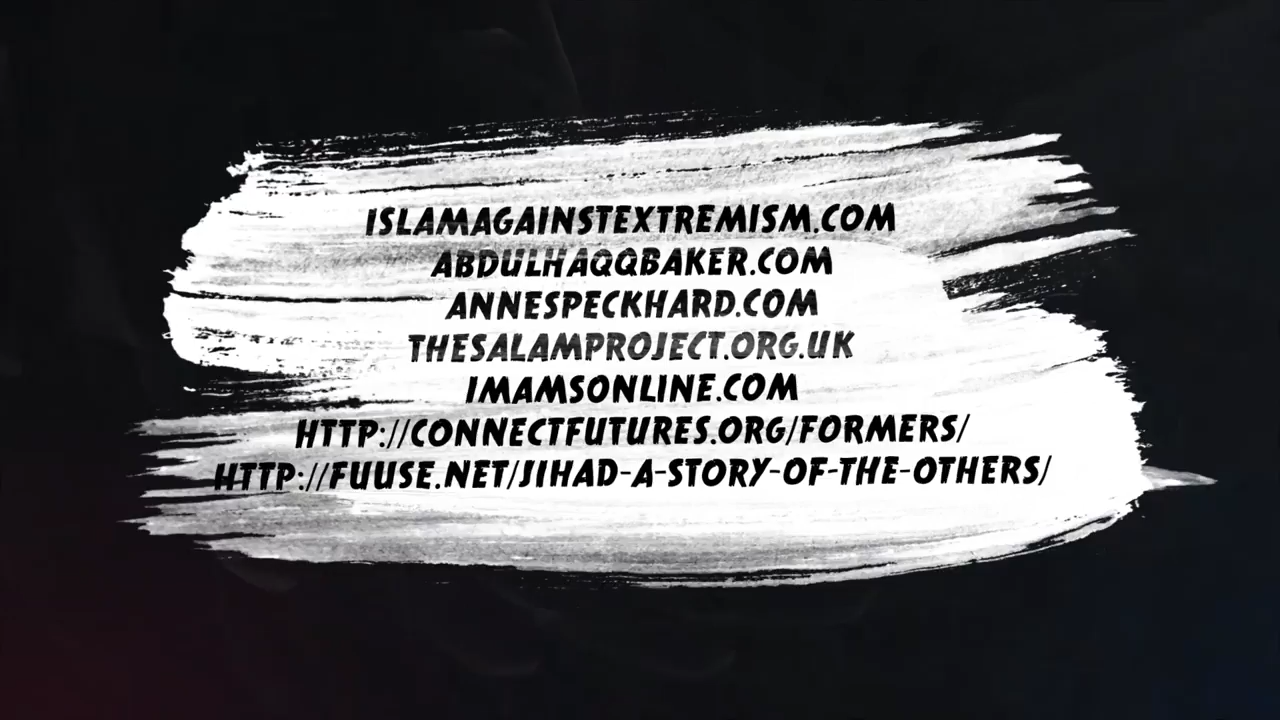 ISLAMAGAINSTEXTREMISM.COM
ABDULHAQQBAKER.COM
ANNESPECKHARD.COM
THESALAMPROJECT.ORG.UK
IMAMSONLINE.COM
HTTP://CONNECTFUTURES.ORG/FORMERS/
HTTP://FUUSE.NET/JIHAD-A-STORY-OF-THE-OTHERS/